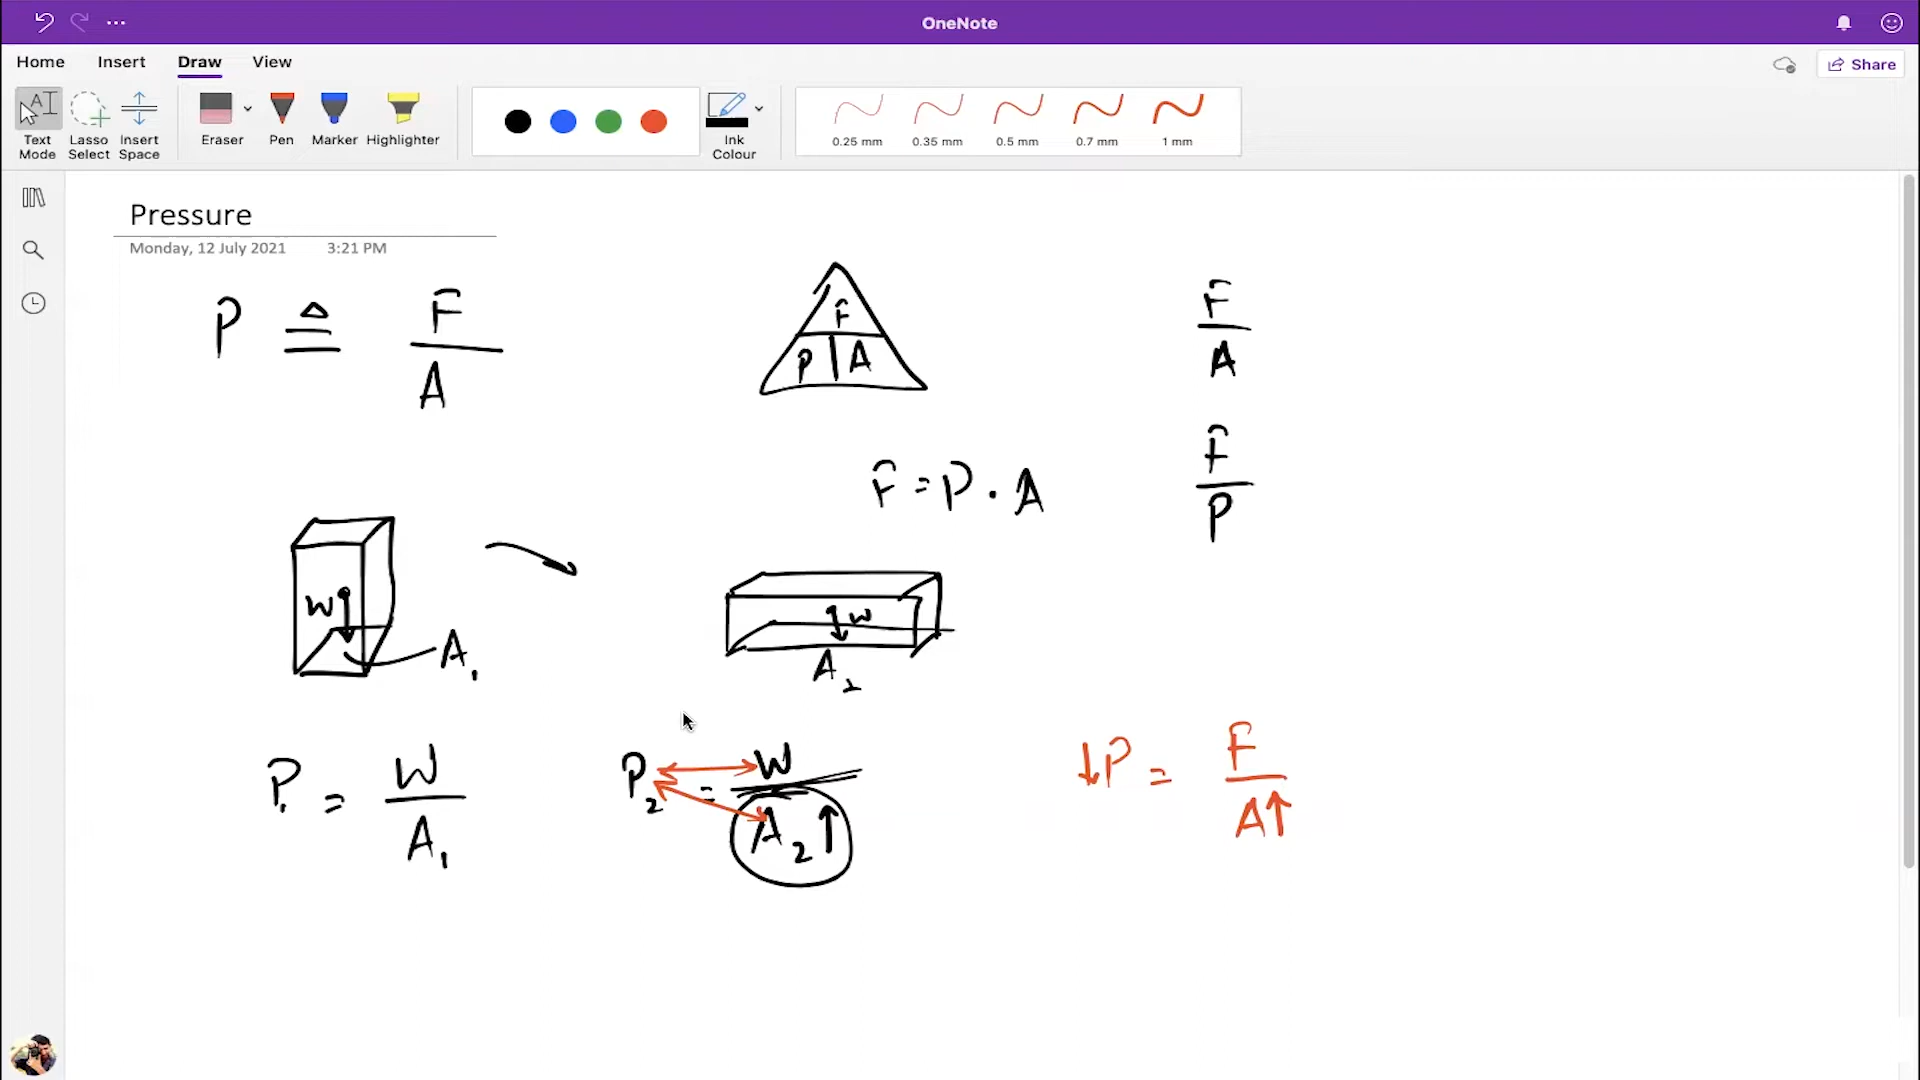 OneNote
Home Insert Draw View
Share
Text Mode
Lasso Select
Insert Space
Eraser
Pen
Marker
Highlighter
Ink Colour
0.25 mm
0.35 mm
0.5 mm
0.7 mm
1 mm
Pressure
Monday, 12 July 2021 3:21 PM
P ≜ F / A
F
P | A
F / A
F = P . A
F / P
W
A₁
W
A₂
P₁ = W / A₁
P₂ = W / A₂ ↑
↓P = F / A↑